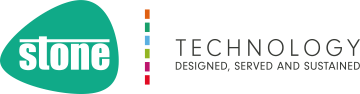 stone
TECHNOLOGY
DESIGNED, SERVED AND SUSTAINED